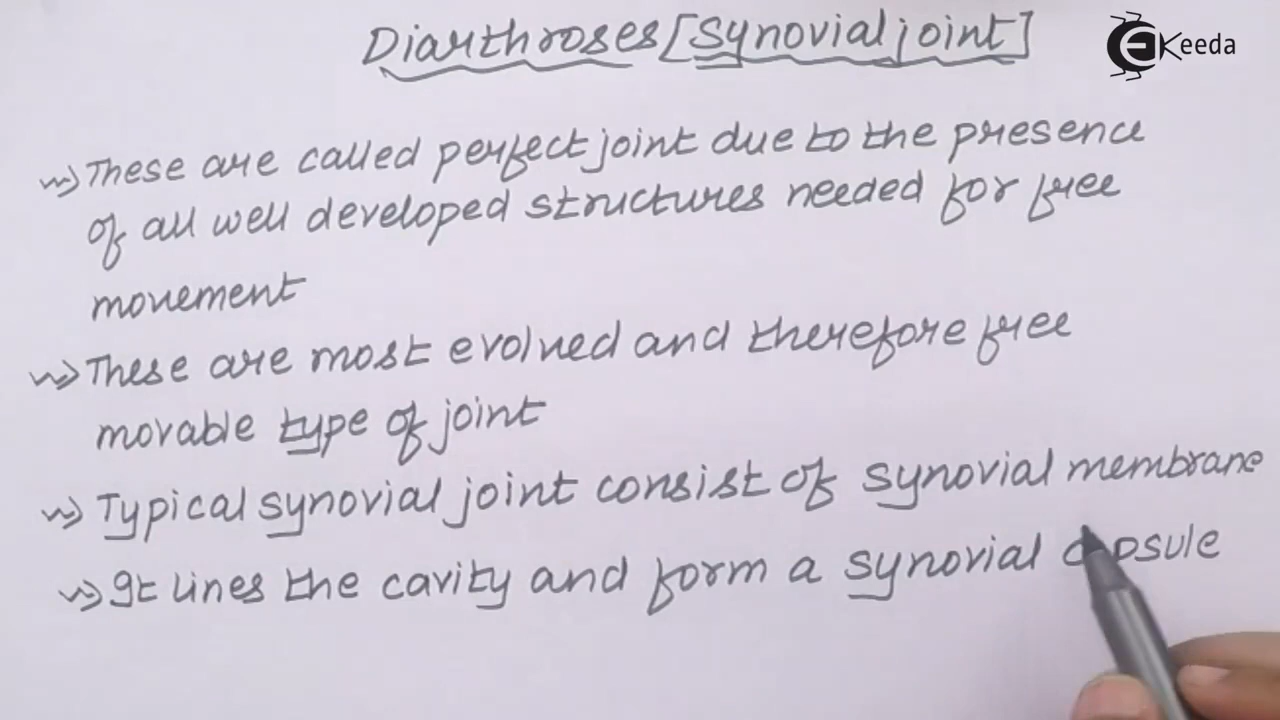 Diarthroses [Synovial joint]
EKeeda
These are called perfect joint due to the presence
of all well developed structures needed for free
movement
These are most evolved and therefore free
movable type of joint
Typical synovial joint consist of synovial membrane
It lines the cavity and form a synovial capsule